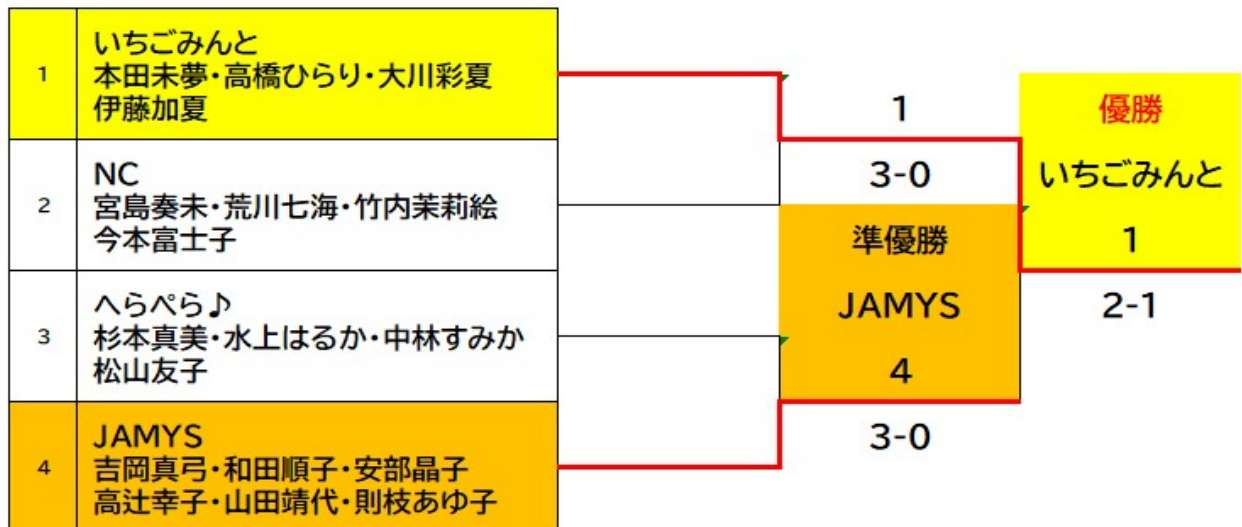 1
いちごみんと
本田未夢・高橋ひらり・大川彩夏
伊藤加夏
2
NC
宮島奏未・荒川七海・竹内茉莉絵
今本富士子
3
へらぺら♪
杉本真美・水上はるか・中林すみか
松山友子
4
JAMYS
吉岡真弓・和田順子・安部晶子
高辻幸子・山田靖代・則枝あゆ子
1
3-0
準優勝
JAMYS
4
3-0
優勝
いちごみんと
1
2-1